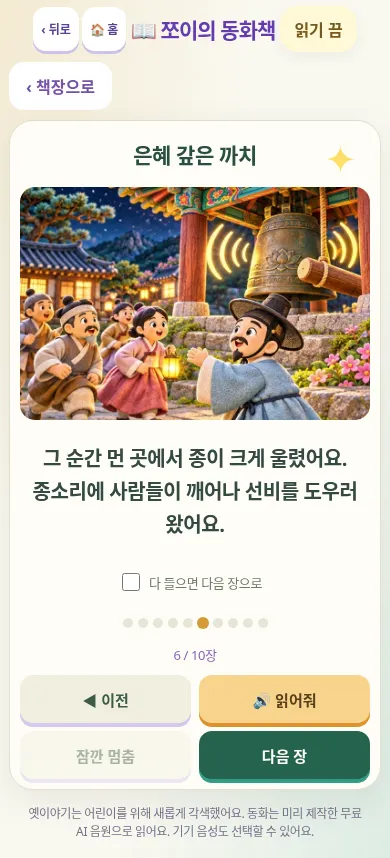 ‹ 뒤로
🏠 홈
📖 쪼이의 동화책
읽기 끔
‹ 책장으로
은혜 갚은 까치
그 순간 먼 곳에서 종이 크게 울렸어요.
종소리에 사람들이 깨어나 선비를 도우러
왔어요.
다 들으면 다음 장으로
6 / 10장
◀ 이전
🔊 읽어줘
잠깐 멈춤
다음 장
옛이야기는 어린이를 위해 새롭게 각색했어요. 동화는 미리 제작한 무료
AI 음원으로 읽어요. 기기 음성도 선택할 수 있어요.